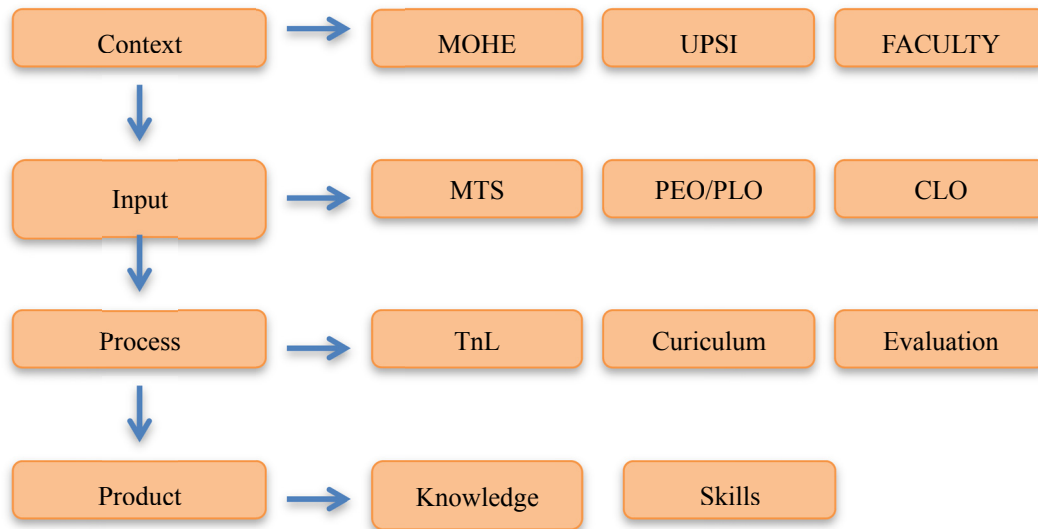 Context
MOHE
UPSI
FACULTY
Input
MTS
PEO/PLO
CLO
Process
TnL
Curiculum
Evaluation
Product
Knowledge
Skills